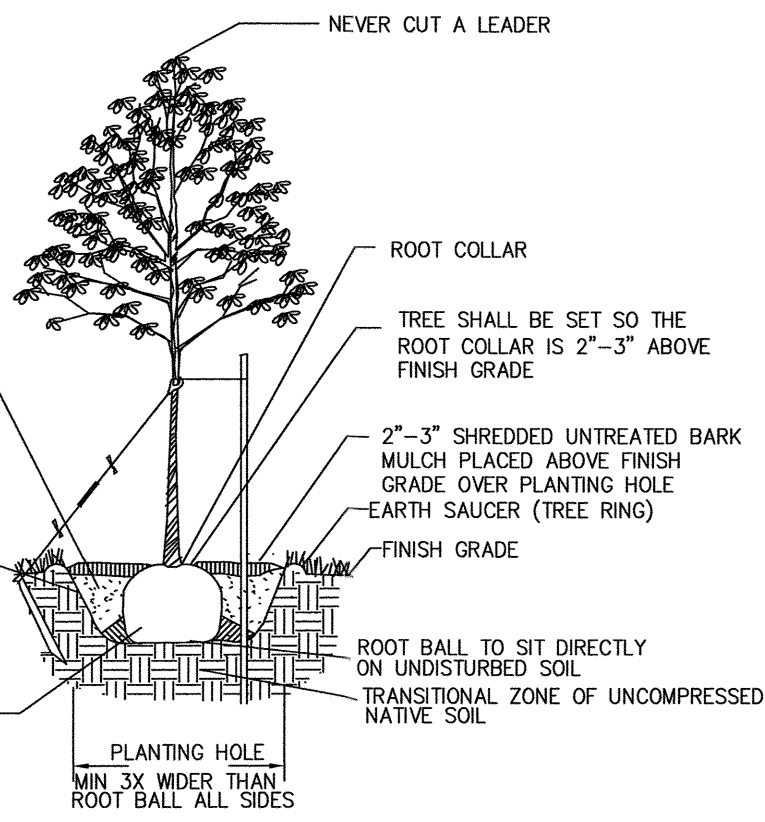 NEVER CUT A LEADER
ROOT COLLAR
TREE SHALL BE SET SO THE
ROOT COLLAR IS 2"-3" ABOVE
FINISH GRADE
2"-3" SHREDDED UNTREATED BARK
MULCH PLACED ABOVE FINISH
GRADE OVER PLANTING HOLE
EARTH SAUCER (TREE RING)
FINISH GRADE
ROOT BALL TO SIT DIRECTLY
ON UNDISTURBED SOIL
TRANSITIONAL ZONE OF UNCOMPRESSED
NATIVE SOIL
PLANTING HOLE
MIN 3X WIDER THAN
ROOT BALL ALL SIDES